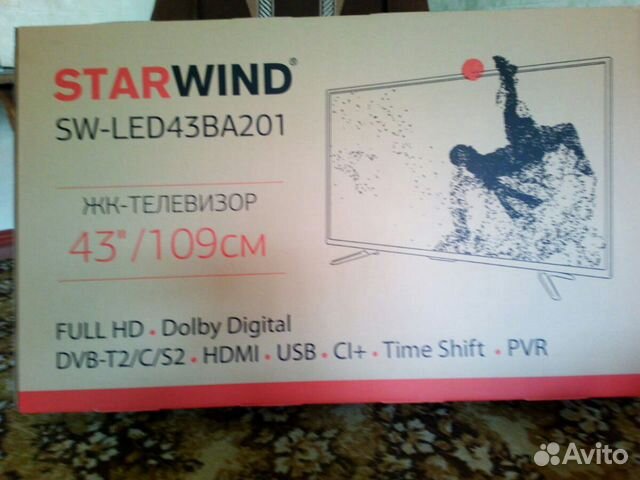 STARWIND®
SW-LED43BA201
ЖК-ТЕЛЕВИЗОР
43"/109см
FULL HD • Dolby Digital
DVB-T2/C/S2 • HDMI • USB • CI+ • Time Shift • PVR
Avito